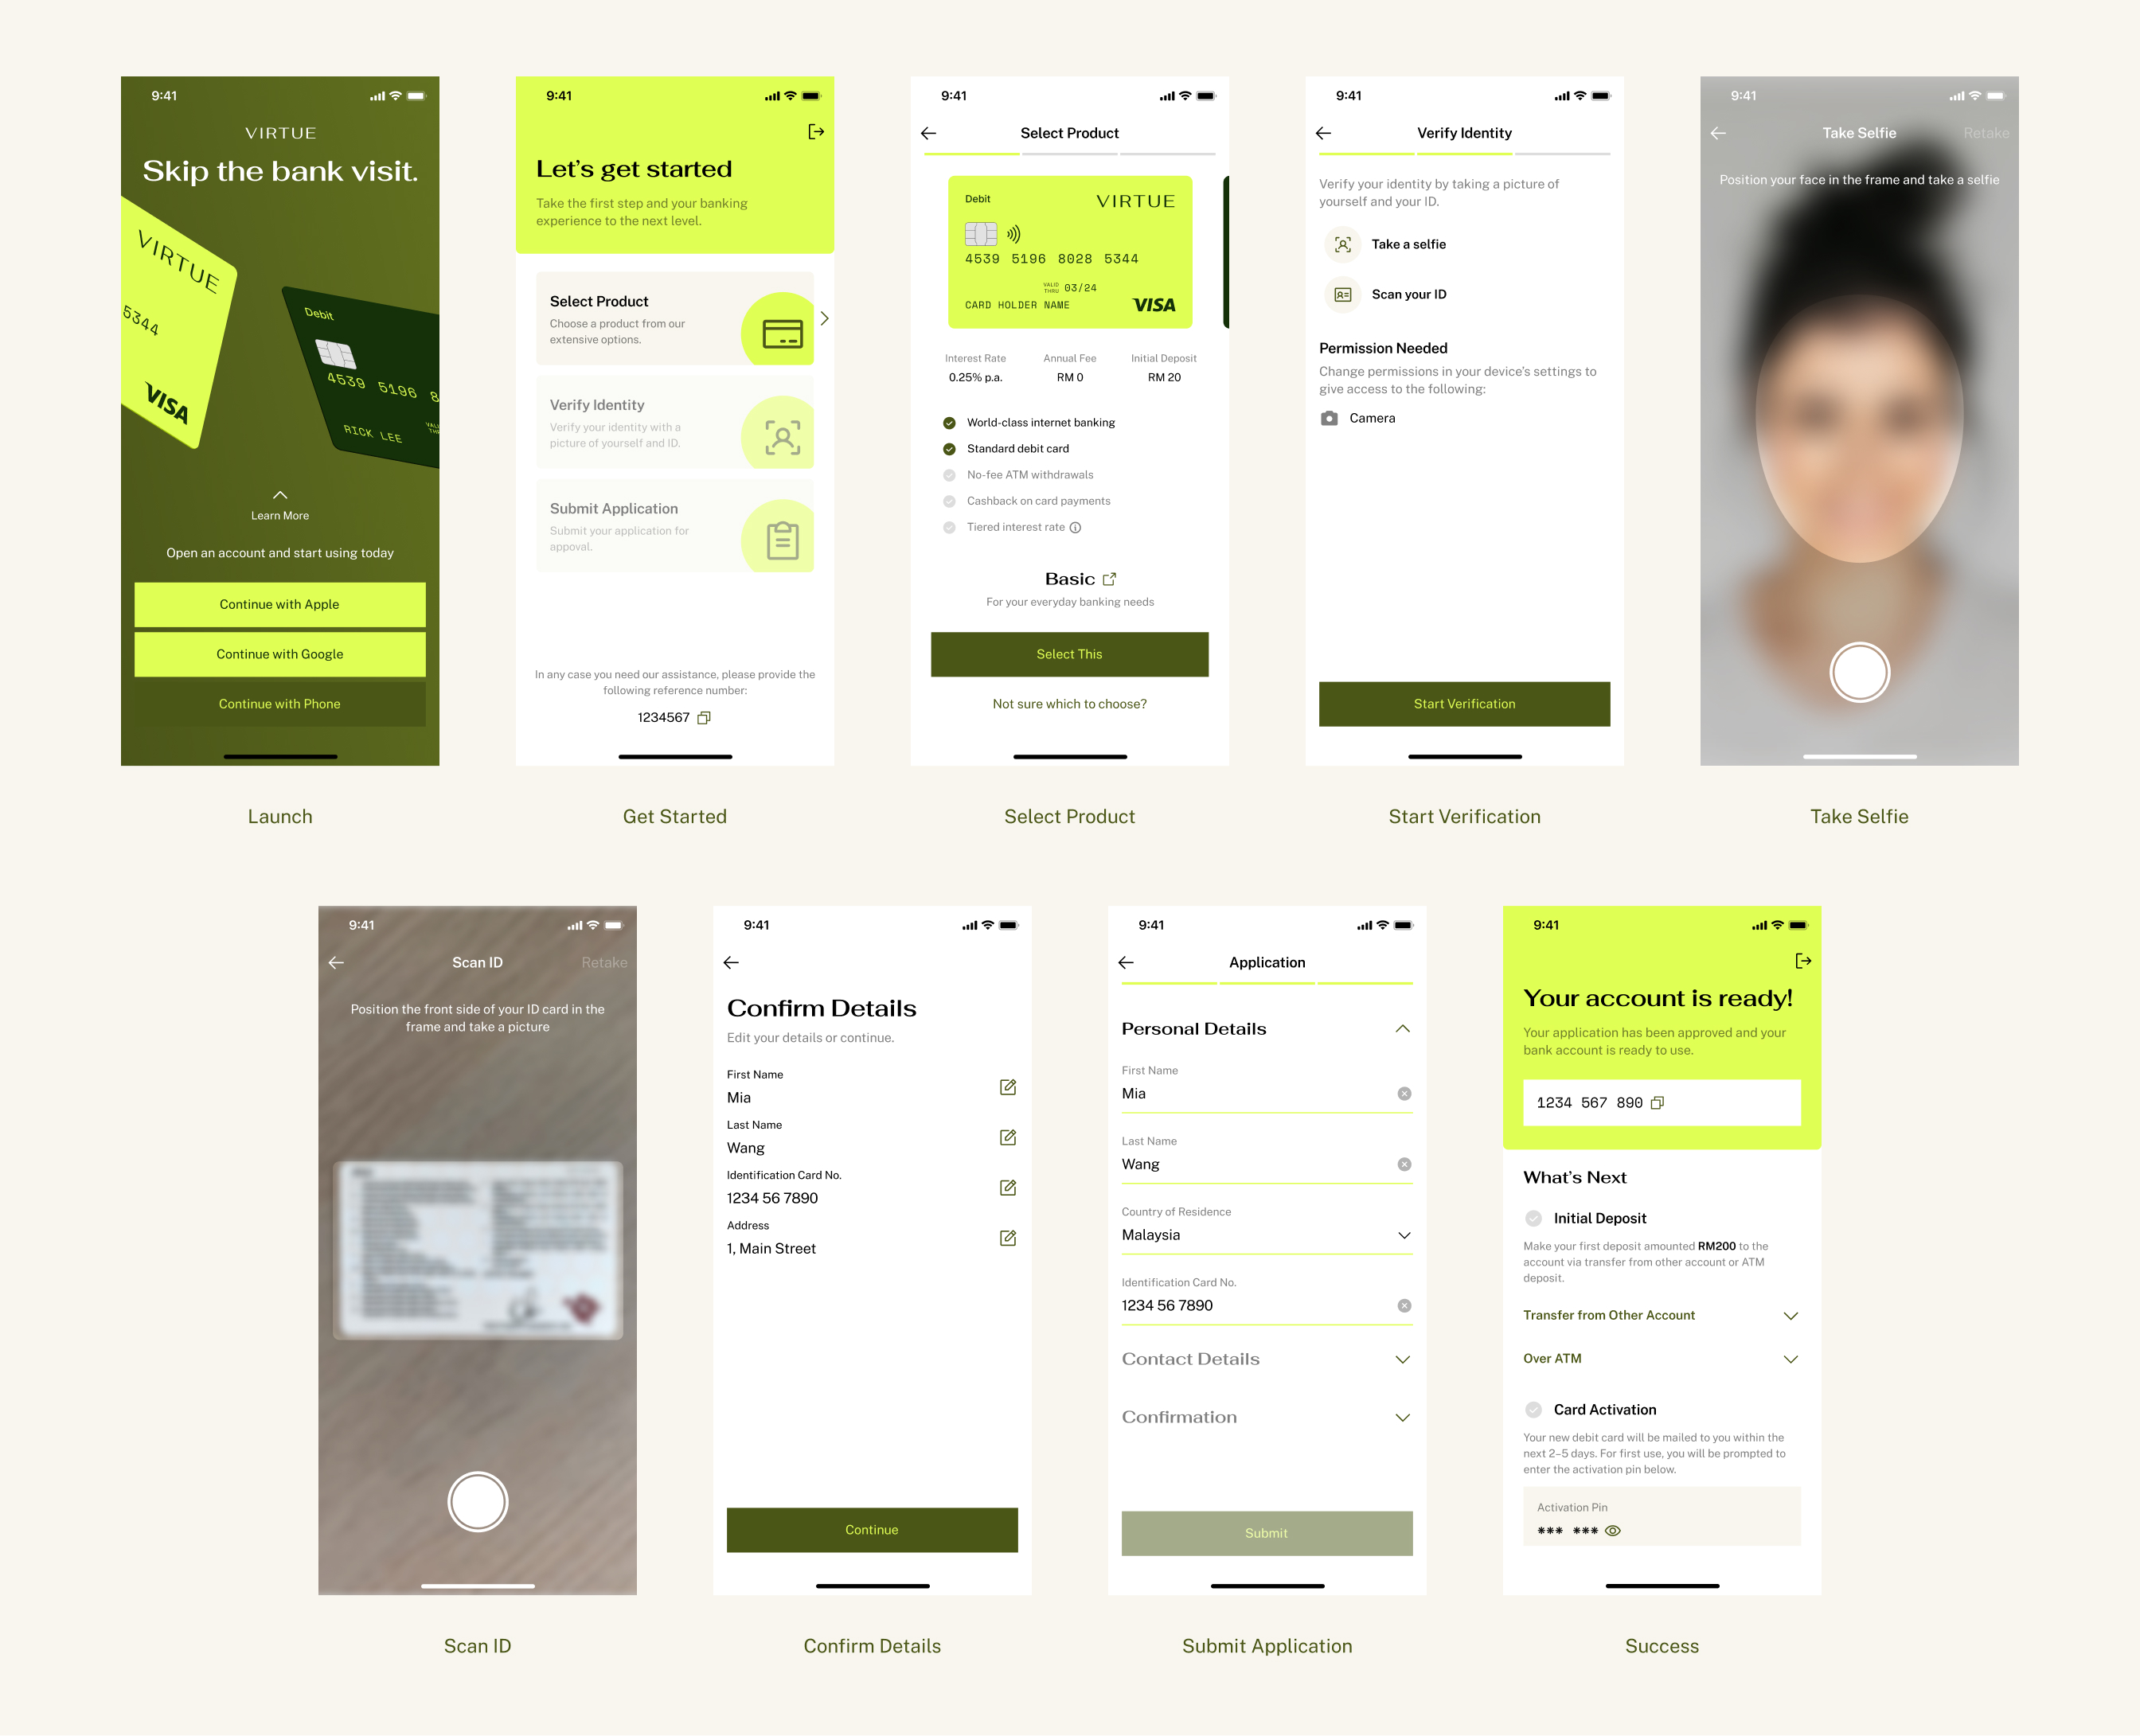 9:41
VIRTUE
Skip the bank visit.
VIRTUE
5344
VISA
Debit
4539 5196 8
RICK LEE
VALI
THR
Learn More
Open an account and start using today
Continue with Apple
Continue with Google
Continue with Phone
Launch
9:41
Let's get started
Take the first step and your banking
experience to the next level.
Select Product
Choose a product from our
extensive options.
Verify Identity
Verify your identity with a
picture of yourself and ID.
Submit Application
Submit your application for
appoval.
In any case you need our assistance, please provide the
following reference number:
1234567
Get Started
9:41
Select Product
Debit
VIRTUE
4539 5196 8028 5344
VALID
THRU 03/24
CARD HOLDER NAME
VISA
Interest Rate Annual Fee Initial Deposit
0.25% p.a. RM 0 RM 20
World-class internet banking
Standard debit card
No-fee ATM withdrawals
Cashback on card payments
Tiered interest rate
Basic
For your everyday banking needs
Select This
Not sure which to choose?
Select Product
9:41
Verify Identity
Verify your identity by taking a picture of
yourself and your ID.
Take a selfie
Scan your ID
Permission Needed
Change permissions in your device's settings to
give access to the following:
Camera
Start Verification
Start Verification
9:41
Take Selfie Retake
Position your face in the frame and take a selfie
Take Selfie
9:41
Scan ID Retake
Position the front side of your ID card in the
frame and take a picture
Scan ID
9:41
Confirm Details
Edit your details or continue.
First Name
Mia
Last Name
Wang
Identification Card No.
1234 56 7890
Address
1, Main Street
Continue
Confirm Details
9:41
Application
Personal Details
First Name
Mia
Last Name
Wang
Country of Residence
Malaysia
Identification Card No.
1234 56 7890
Contact Details
Confirmation
Submit
Submit Application
9:41
Your account is ready!
Your application has been approved and your
bank account is ready to use.
1234 567 890
What's Next
Initial Deposit
Make your first deposit amounted RM200 to the
account via transfer from other account or ATM
deposit.
Transfer from Other Account
Over ATM
Card Activation
Your new debit card will be mailed to you within the
next 2–5 days. For first use, you will be prompted to
enter the activation pin below.
Activation Pin
*** ***
Success